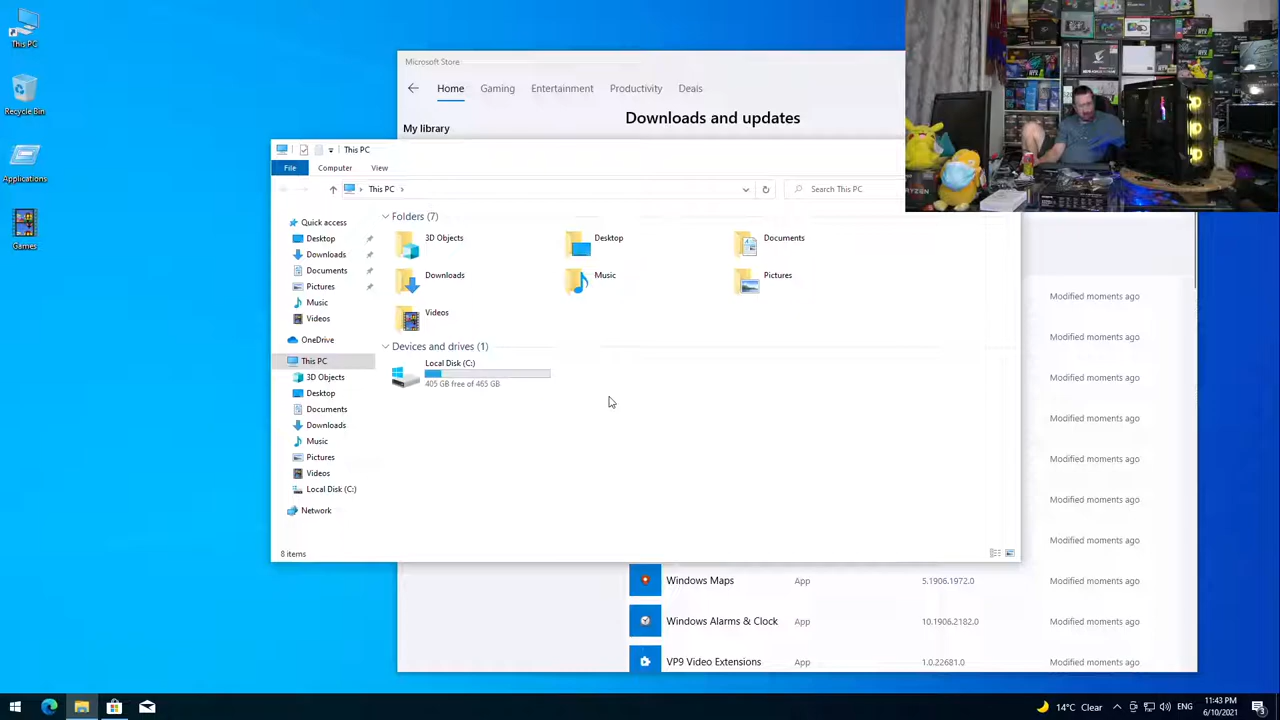 This PC
Recycle Bin
Applications
Games
Microsoft Store
Home Gaming Entertainment Productivity Deals
My library
Downloads and updates
This PC
File Computer View
This PC
Search This PC
Quick access
Desktop
Downloads
Documents
Pictures
Music
Videos
OneDrive
This PC
3D Objects
Desktop
Documents
Downloads
Music
Pictures
Videos
Local Disk (C:)
Network
Folders (7)
3D Objects Desktop Documents
Downloads Music Pictures
Videos
Devices and drives (1)
Local Disk (C:)
405 GB free of 465 GB
8 items
Modified moments ago
Modified moments ago
Modified moments ago
Modified moments ago
Modified moments ago
Modified moments ago
Modified moments ago
Windows Maps App 5.1906.1972.0 Modified moments ago
Windows Alarms & Clock App 10.1906.2182.0 Modified moments ago
VP9 Video Extensions App 1.0.22681.0 Modified moments ago
RYZEN
14°C Clear ENG 11:43 PM
6/10/2021
3